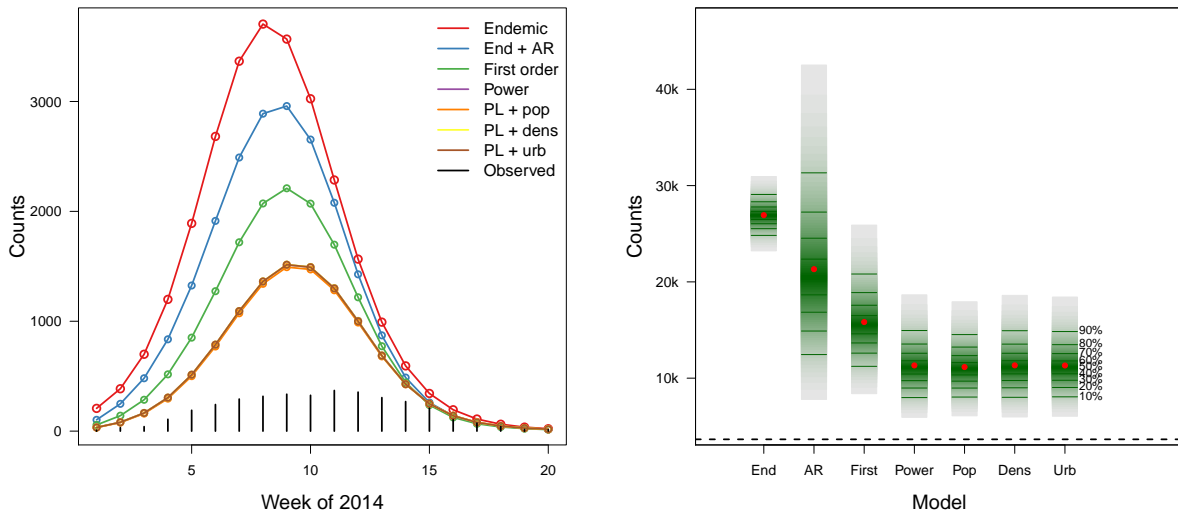 Counts
3000
2000
1000
0
5
10
15
20
Week of 2014
Endemic
End + AR
First order
Power
PL + pop
PL + dens
PL + urb
Observed
Counts
40k
30k
20k
10k
90%
80%
70%
60%
50%
40%
30%
20%
10%
End
AR
First
Power
Pop
Dens
Urb
Model